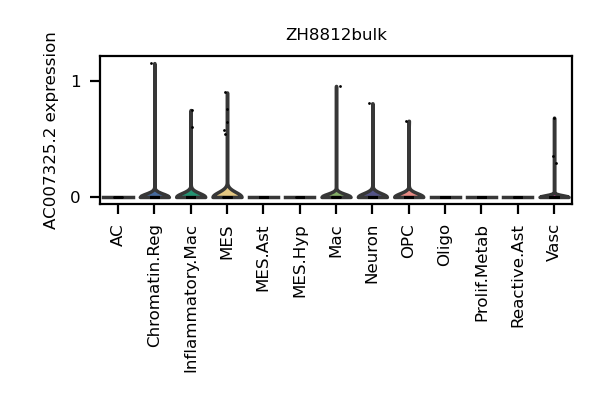 ZH8812bulk
AC007325.2 expression
1
0
AC
Chromatin.Reg
Inflammatory.Mac
MES
MES.Ast
MES.Hyp
Mac
Neuron
OPC
Oligo
Prolif.Metab
Reactive.Ast
Vasc